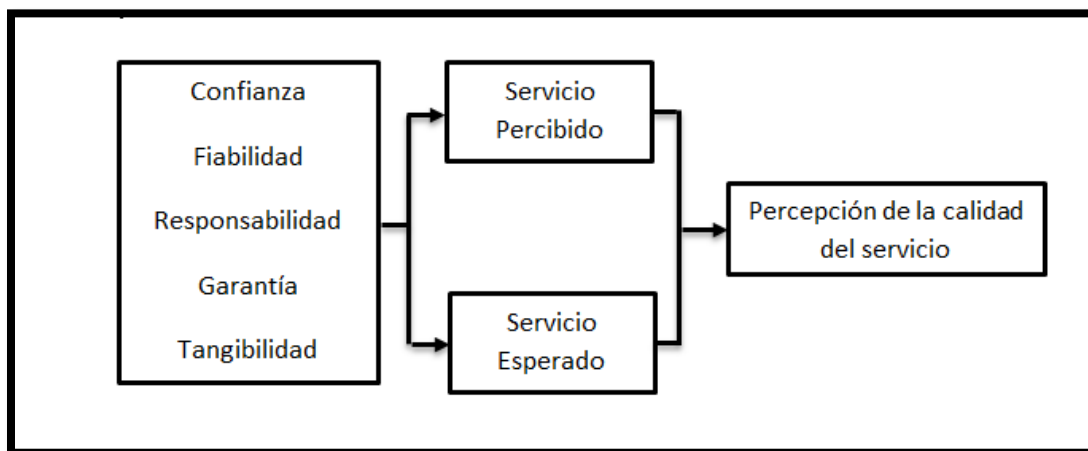 Confianza
Fiabilidad
Responsabilidad
Garantía
Tangibilidad
Servicio
Percibido
Servicio
Esperado
Percepción de la calidad
del servicio